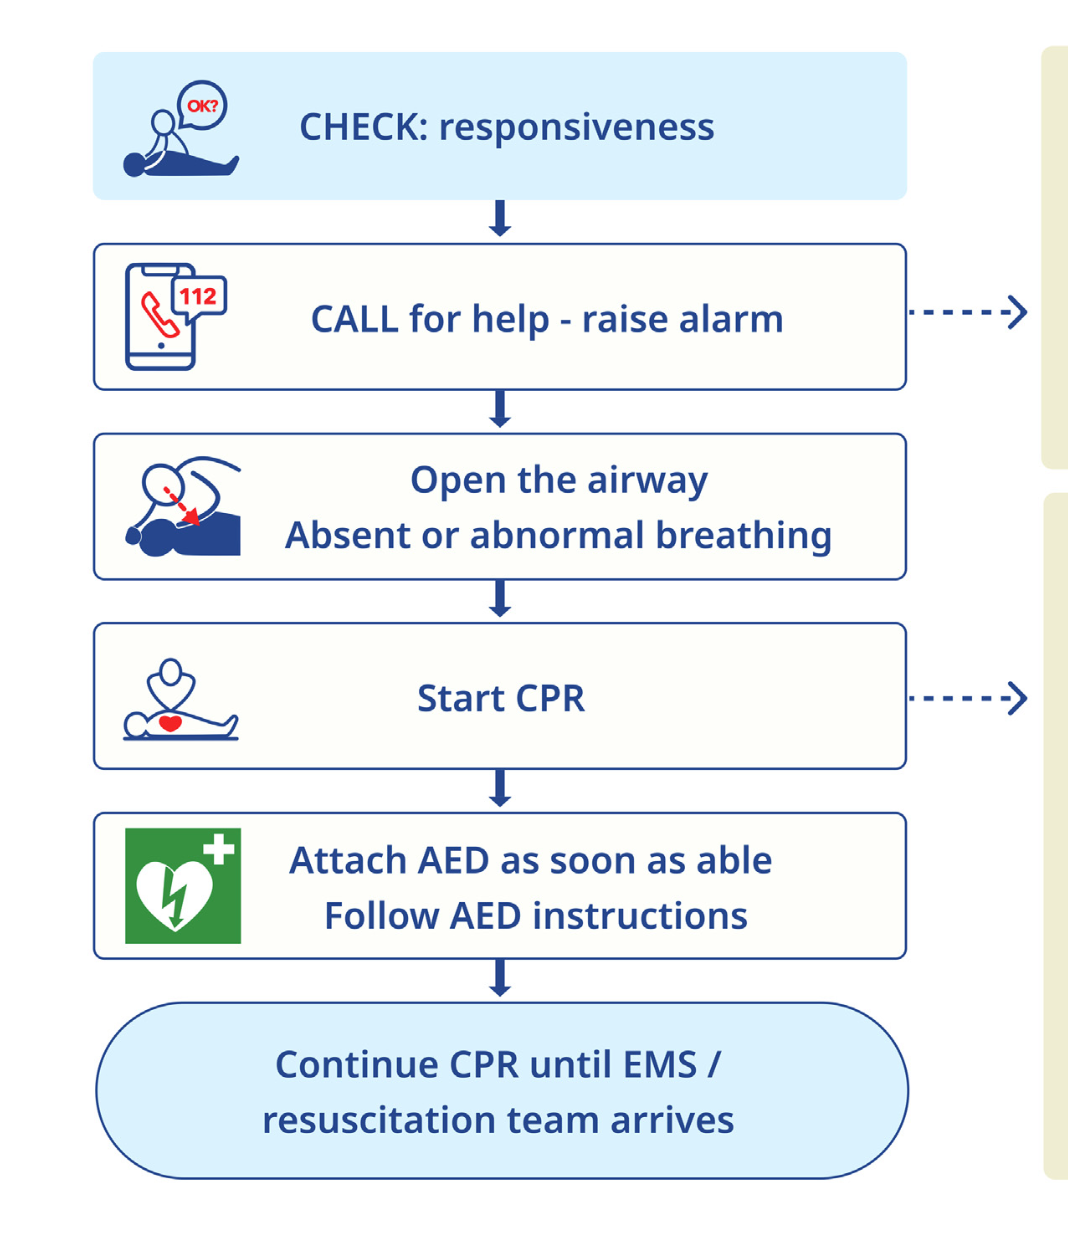 OK?
CHECK: responsiveness
112
CALL for help - raise alarm
Open the airway
Absent or abnormal breathing
Start CPR
Attach AED as soon as able
Follow AED instructions
Continue CPR until EMS /
resuscitation team arrives